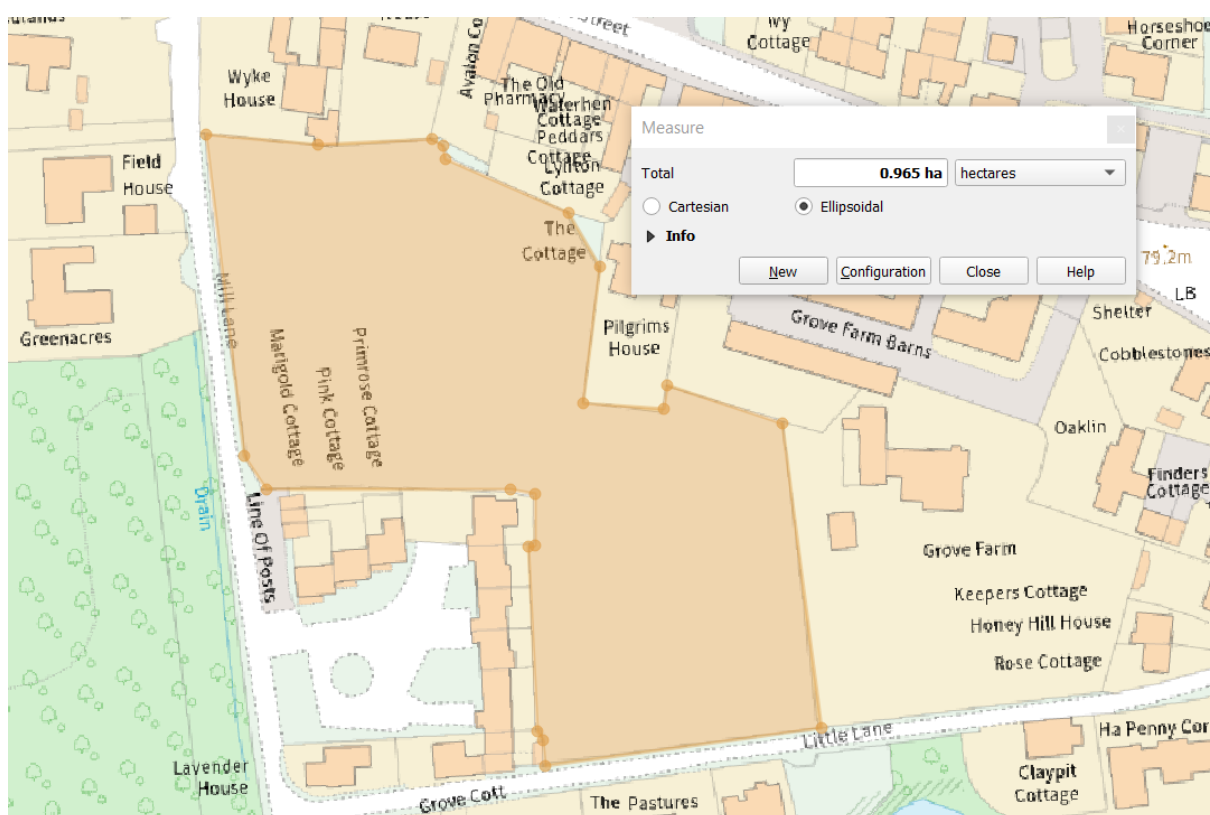 Street
Ivy
Cottage
Horseshoe
Corner
Avalon Co
Wyke
House
The Old
Pharmacy
Waterhen
Cottage
Peddars
Cottage
Lynton
Cottage
Measure
Total
0.965 ha
hectares
Cartesian
Ellipsoidal
Info
New
Configuration
Close
Help
Field
House
The
Cottage
79.2m
LB
Shelter
Mill Lane
Greenacres
Pilgrims
House
Grove Farm Barns
Cobblestones
Marigold Cottage
Pink Cottage
Primrose Cottage
Oaklin
Finders
Cottage
Drain
Line Of Posts
Grove Farm
Keepers Cottage
Honey Hill House
Rose Cottage
Little Lane
Ha Penny Cor
Lavender
House
Grove Cott
The Pastures
Claypit
Cottage